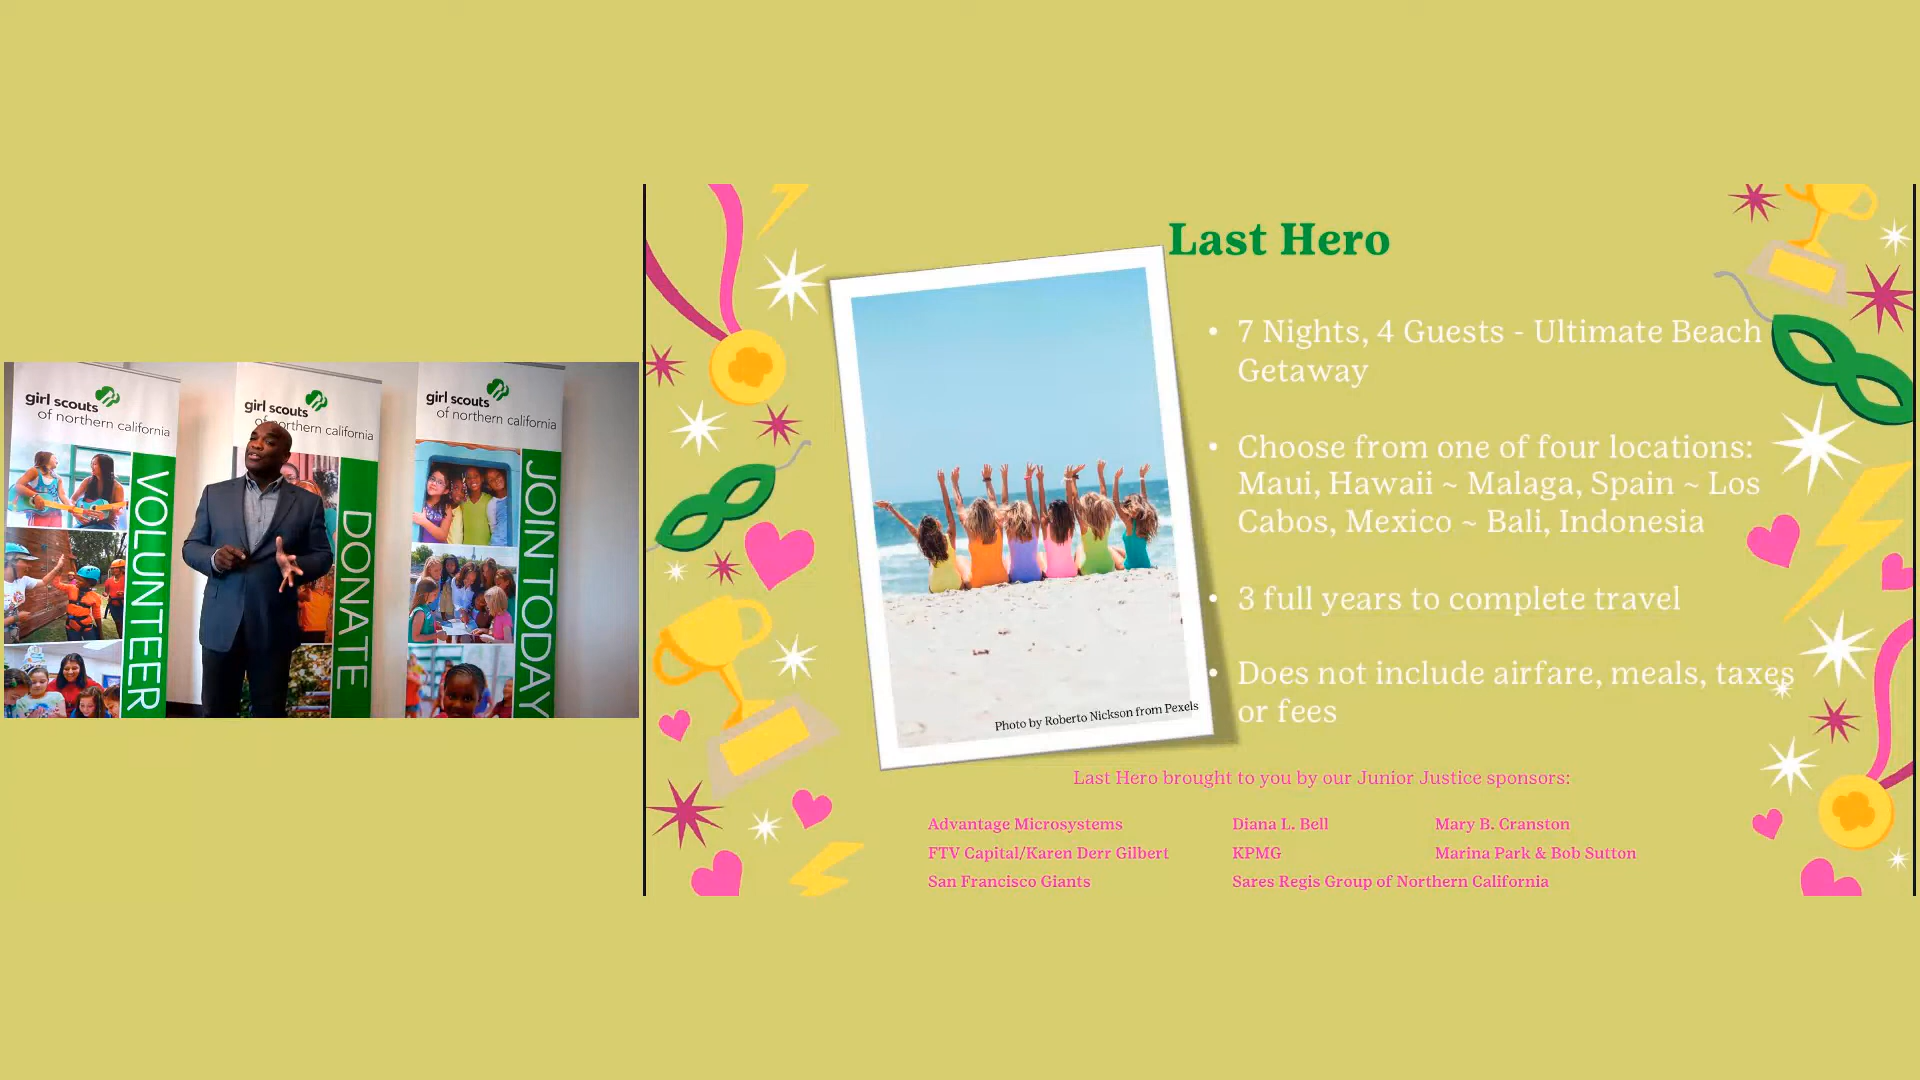 girl scouts
of northern california
VOLUNTEER
girl scouts
of northern california
DONATE
girl scouts
of northern california
JOIN TODAY
Last Hero
• 7 Nights, 4 Guests - Ultimate Beach
Getaway
• Choose from one of four locations:
Maui, Hawaii ~ Malaga, Spain ~ Los
Cabos, Mexico ~ Bali, Indonesia
• 3 full years to complete travel
• Does not include airfare, meals, taxes
or fees
Photo by Roberto Nickson from Pexels
Last Hero brought to you by our Junior Justice sponsors:
Advantage Microsystems Diana L. Bell Mary B. Cranston
FTV Capital/Karen Derr Gilbert KPMG Marina Park & Bob Sutton
San Francisco Giants Sares Regis Group of Northern California